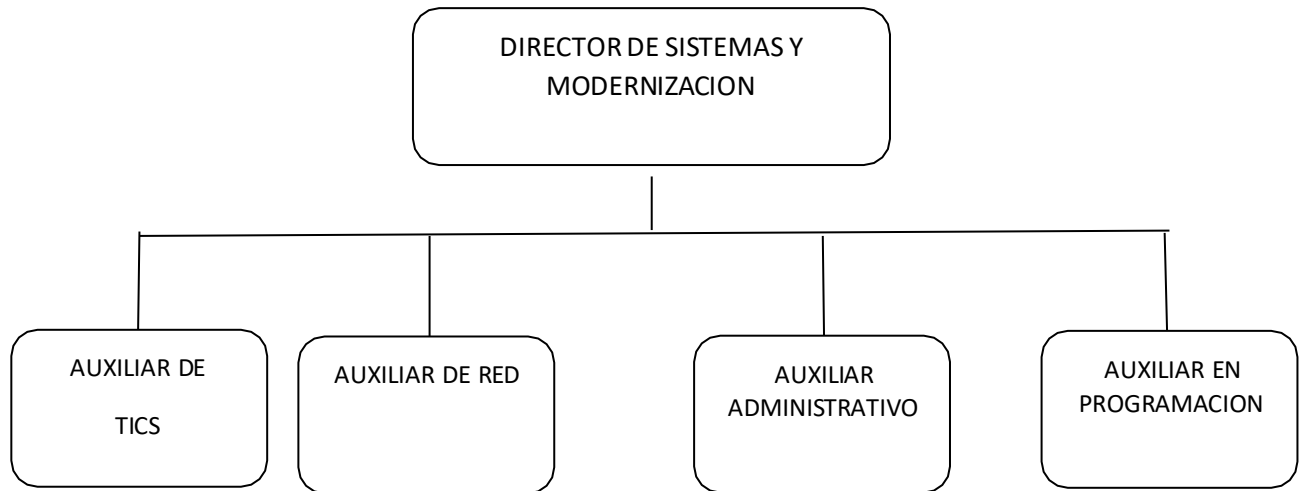 DIRECTOR DE SISTEMAS Y
MODERNIZACION
AUXILIAR DE
TICS
AUXILIAR DE RED
AUXILIAR
ADMINISTRATIVO
AUXILIAR EN
PROGRAMACION